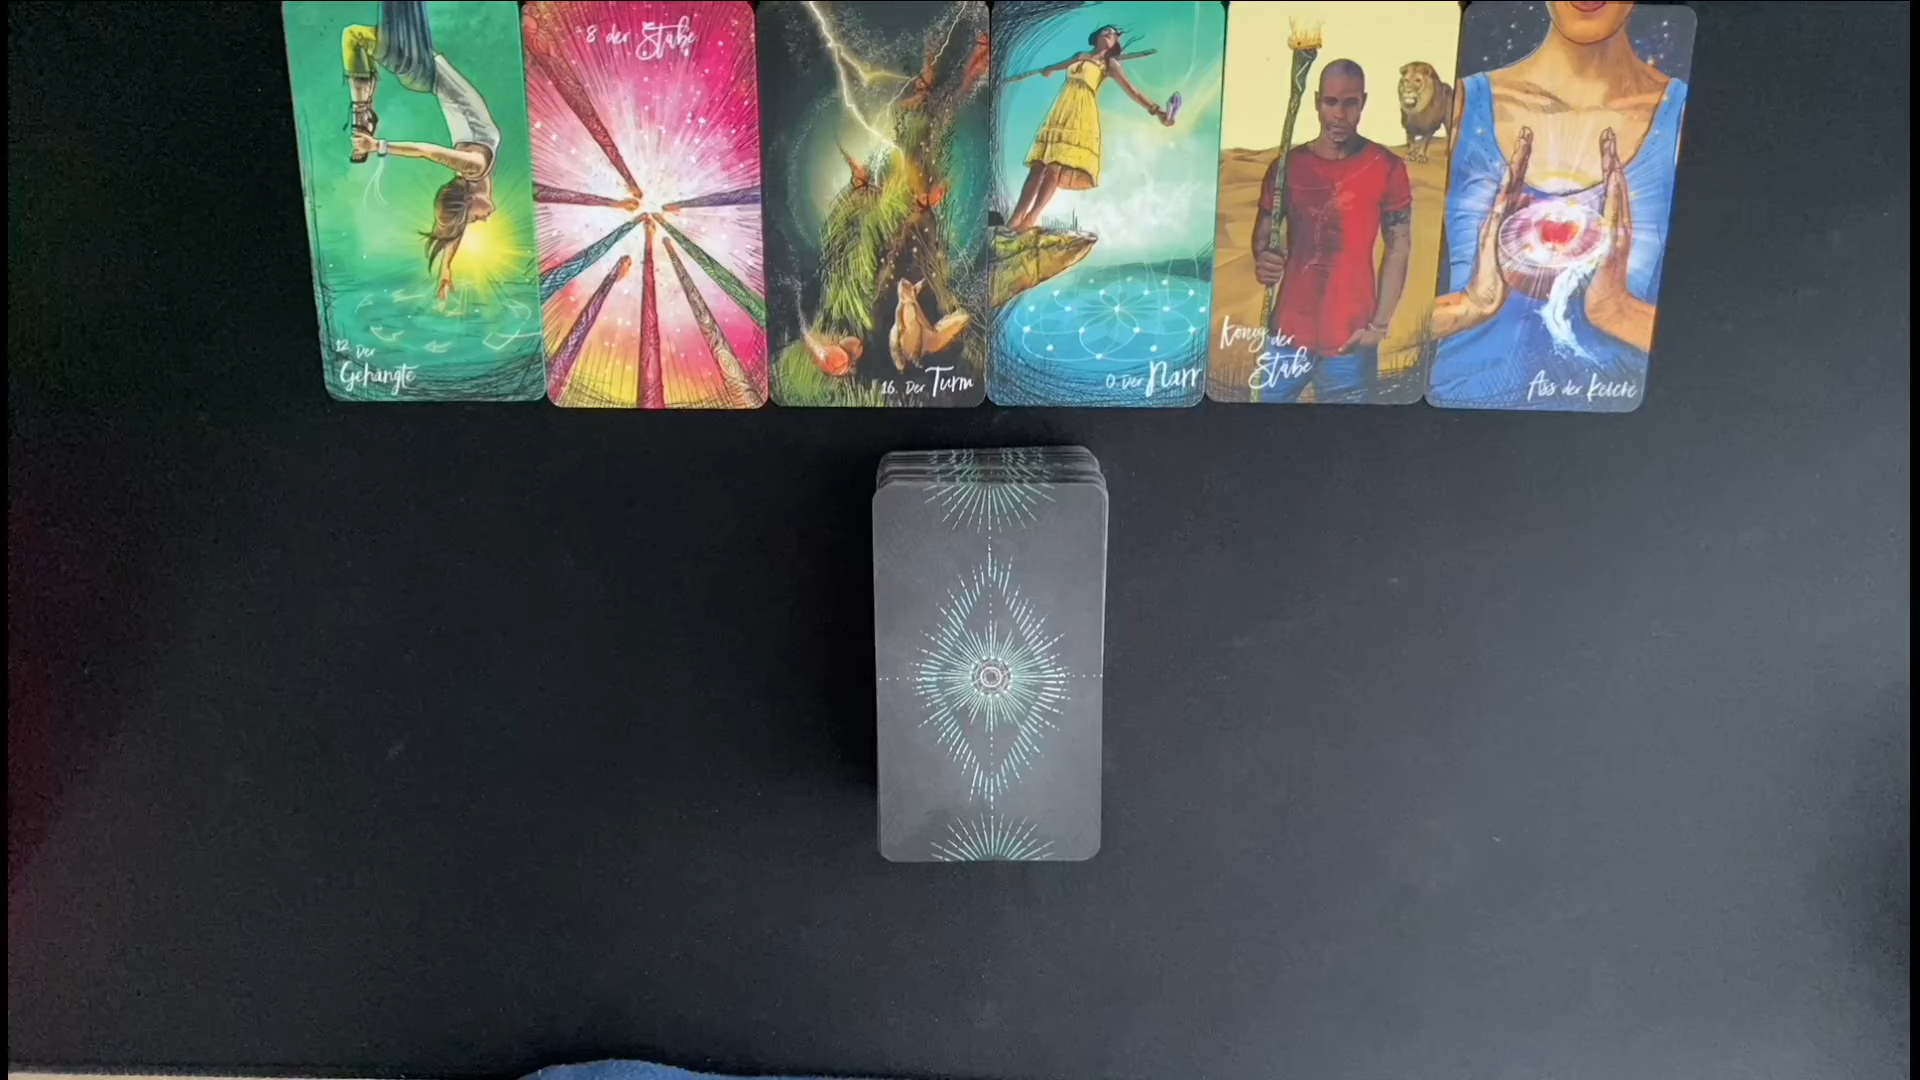 12. Der
Gehängte
8 der Stäbe
16. Der Turm
0. Der Narr
König der
Stäbe
Ass der Kelche